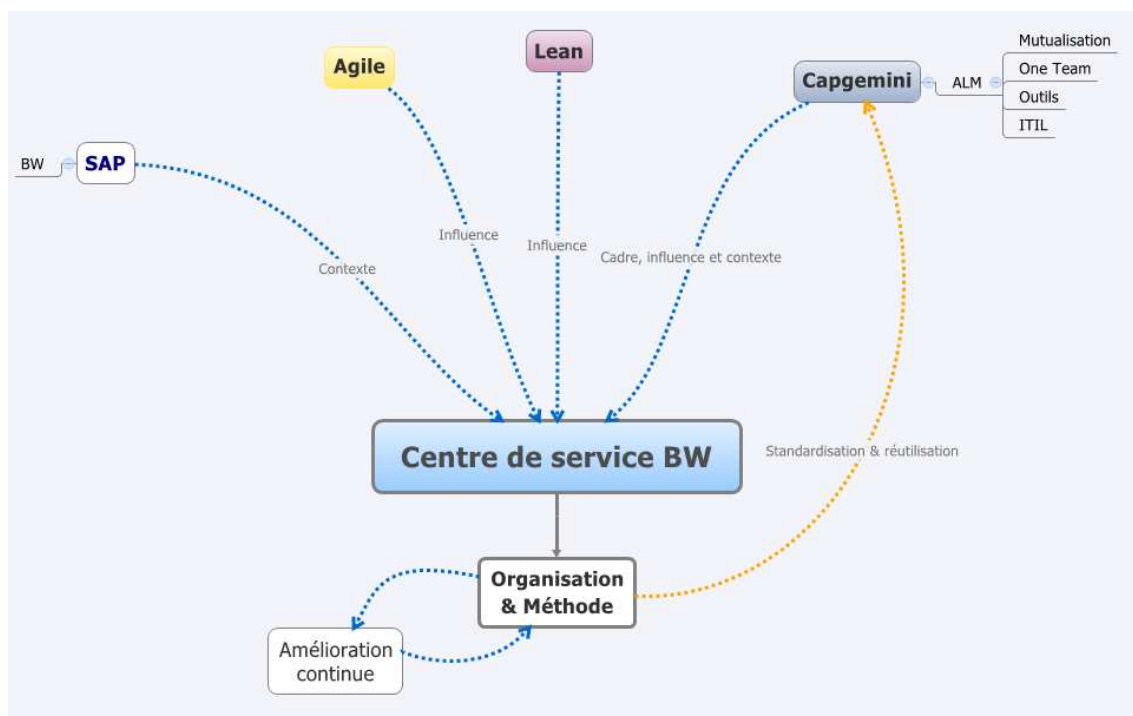 Lean
Agile
Capgemini
ALM
Mutualisation
One Team
Outils
ITIL
BW
SAP
Influence
Influence
Cadre, influence et contexte
Contexte
Centre de service BW
Standardisation & réutilisation
Organisation
& Méthode
Amélioration
continue